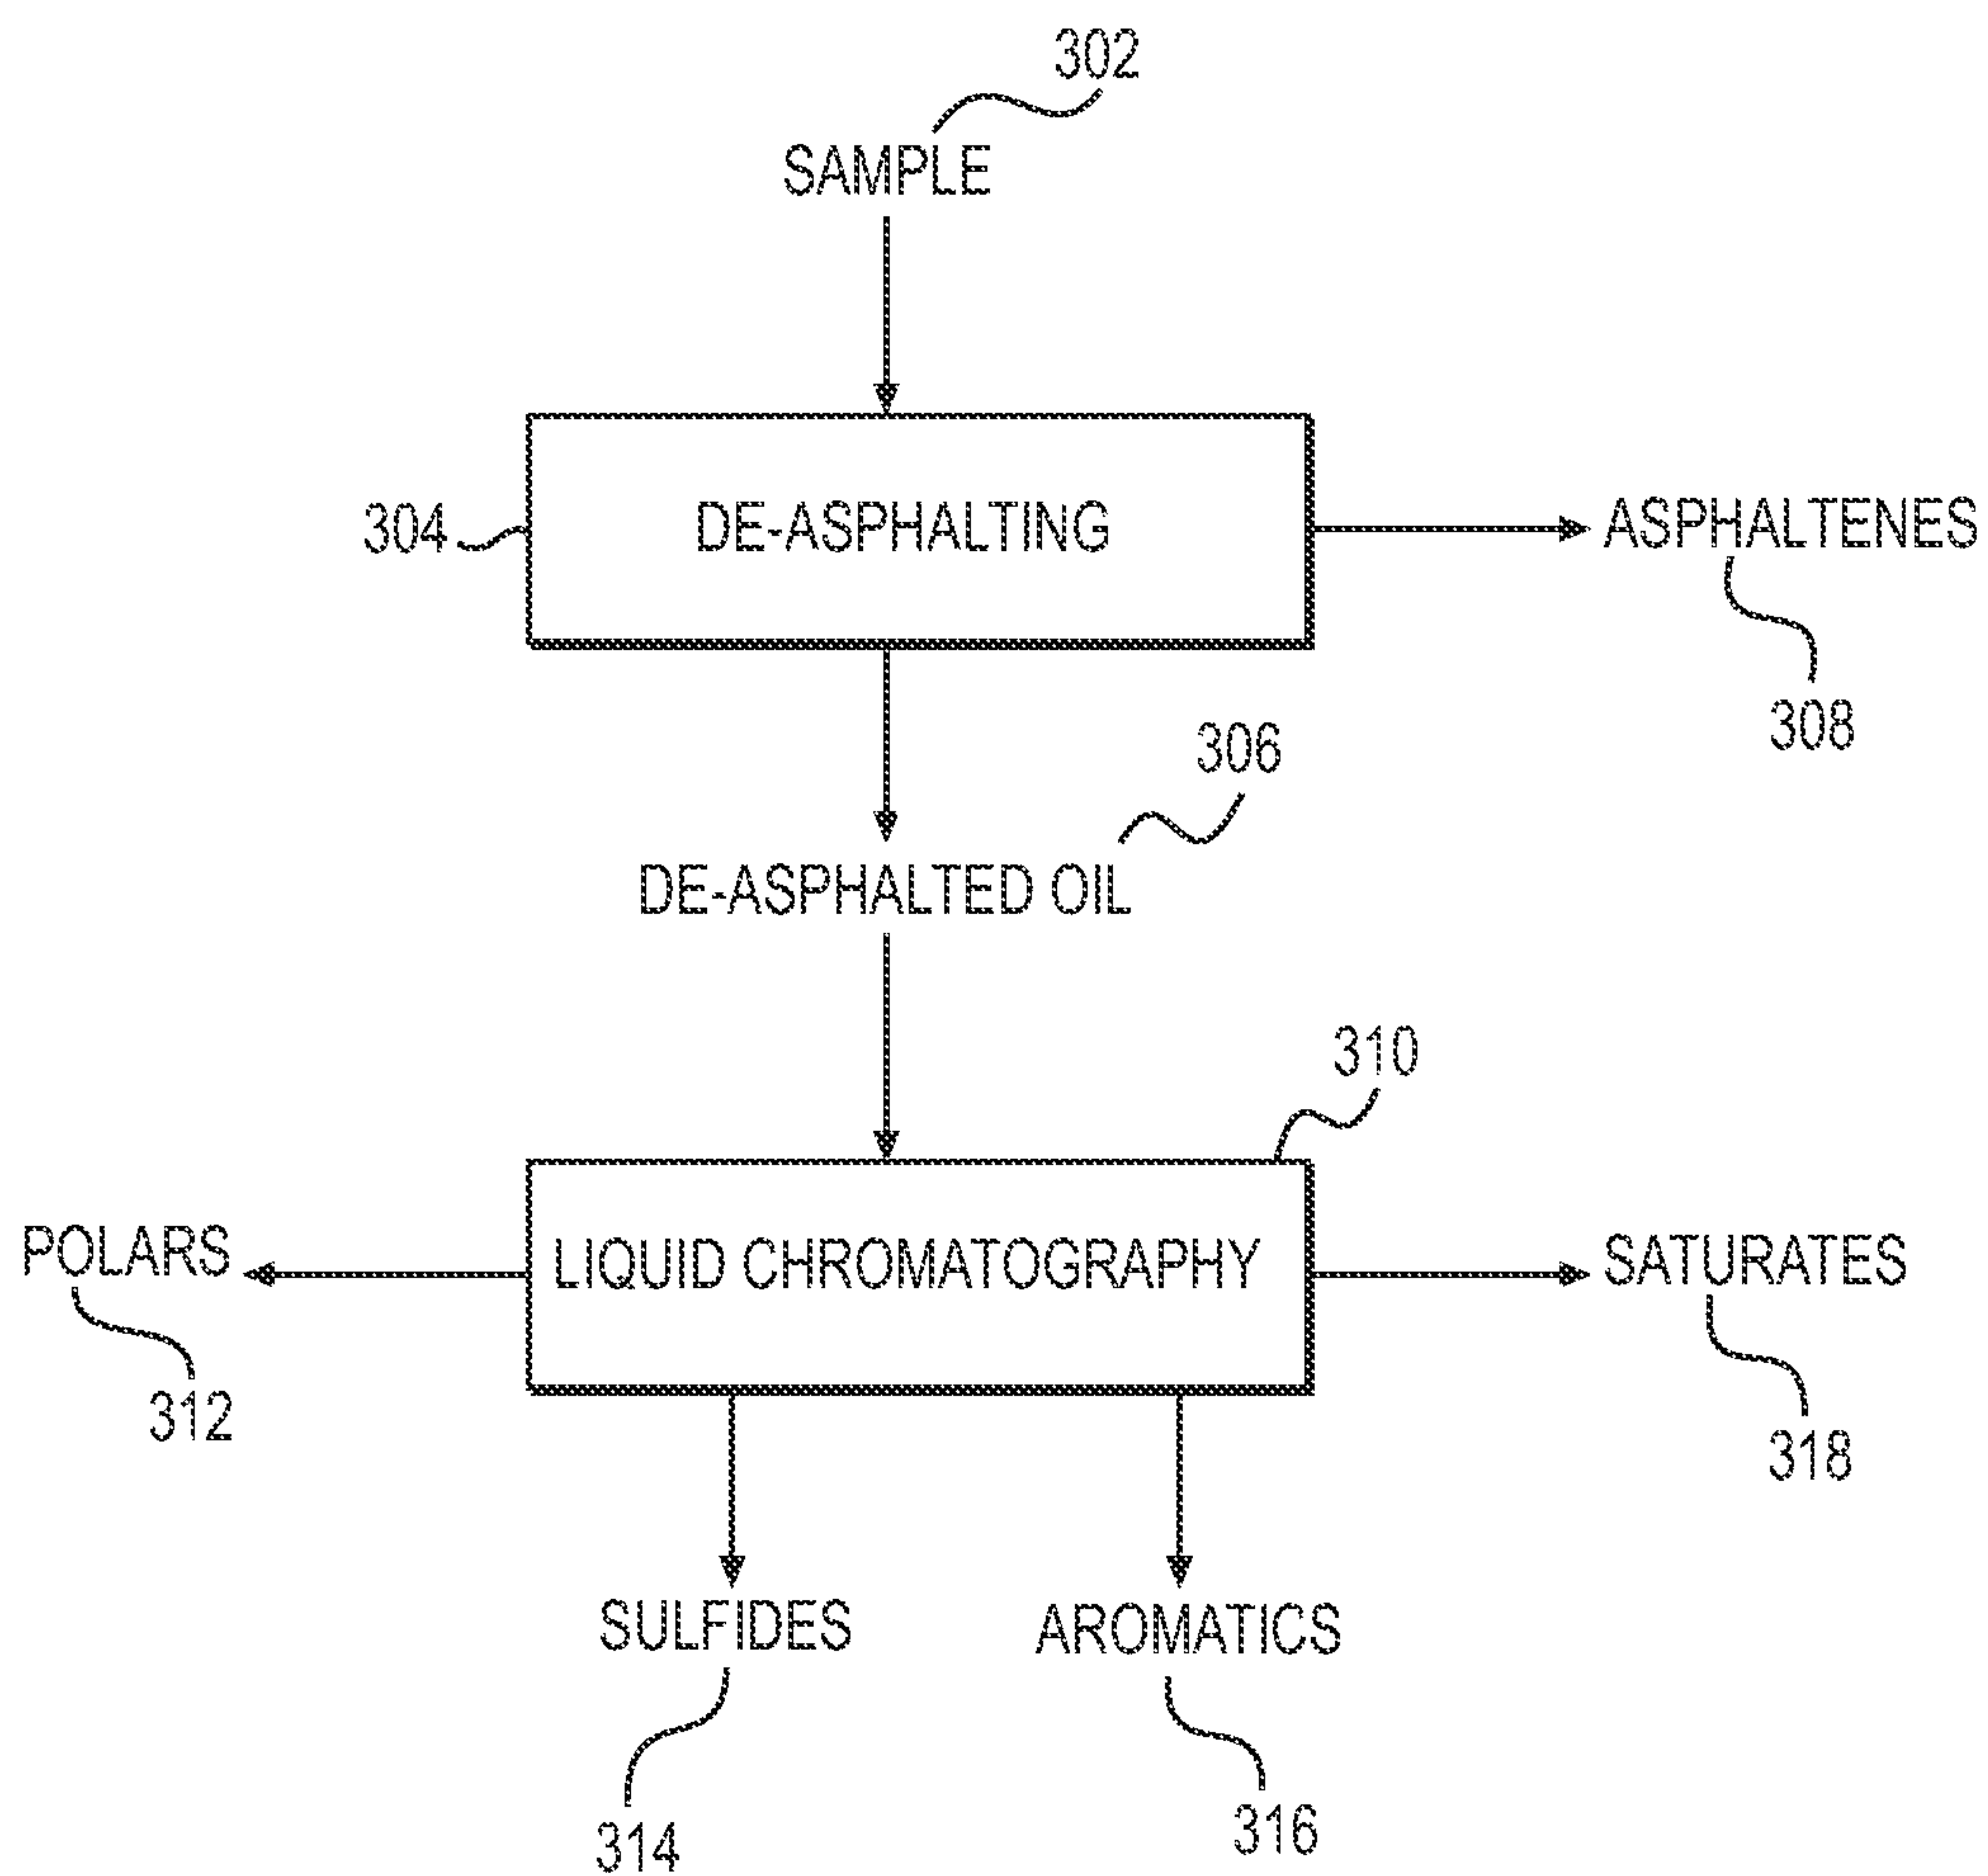 302
SAMPLE
304
DE-ASPHALTING
ASPHALTENES
308
306
DE-ASPHALTED OIL
310
POLARS
LIQUID CHROMATOGRAPHY
SATURATES
312
318
SULFIDES
AROMATICS
314
316